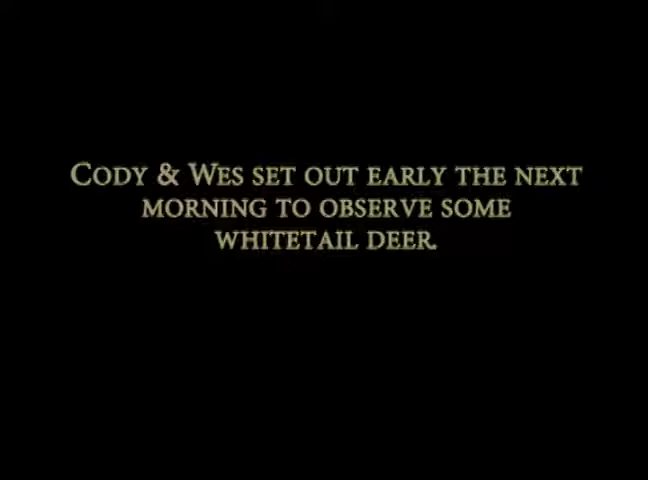 Cody & Wes set out early the next
morning to observe some
whitetail deer.